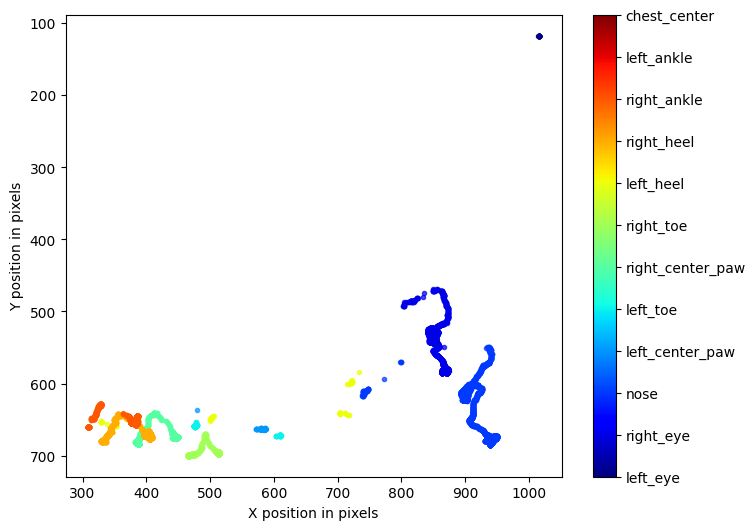 100
200
300
400
500
600
700
Y position in pixels
300 400 500 600 700 800 900 1000
X position in pixels
chest_center
left_ankle
right_ankle
right_heel
left_heel
right_toe
right_center_paw
left_toe
left_center_paw
nose
right_eye
left_eye